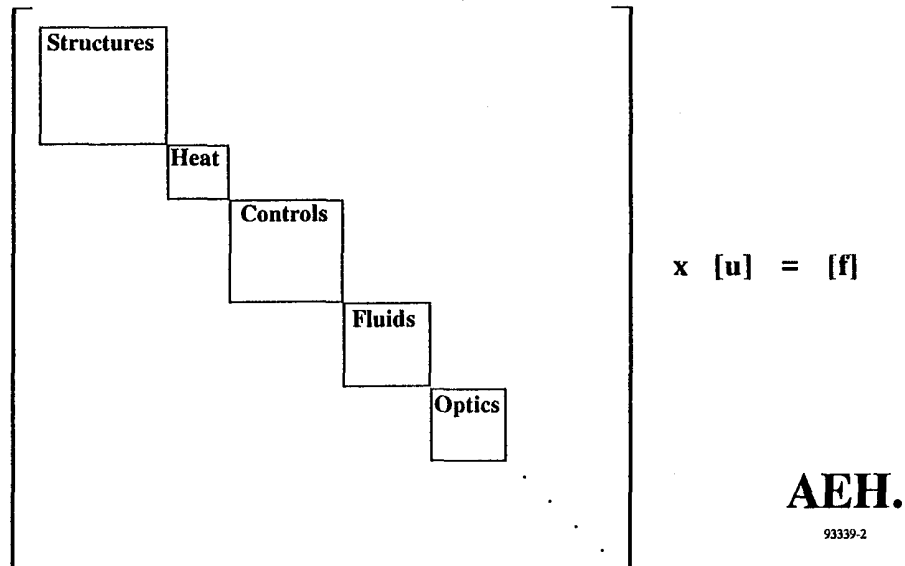 Structures
Heat
Controls
Fluids
Optics
x [u] = [f]
AEH.
93339-2